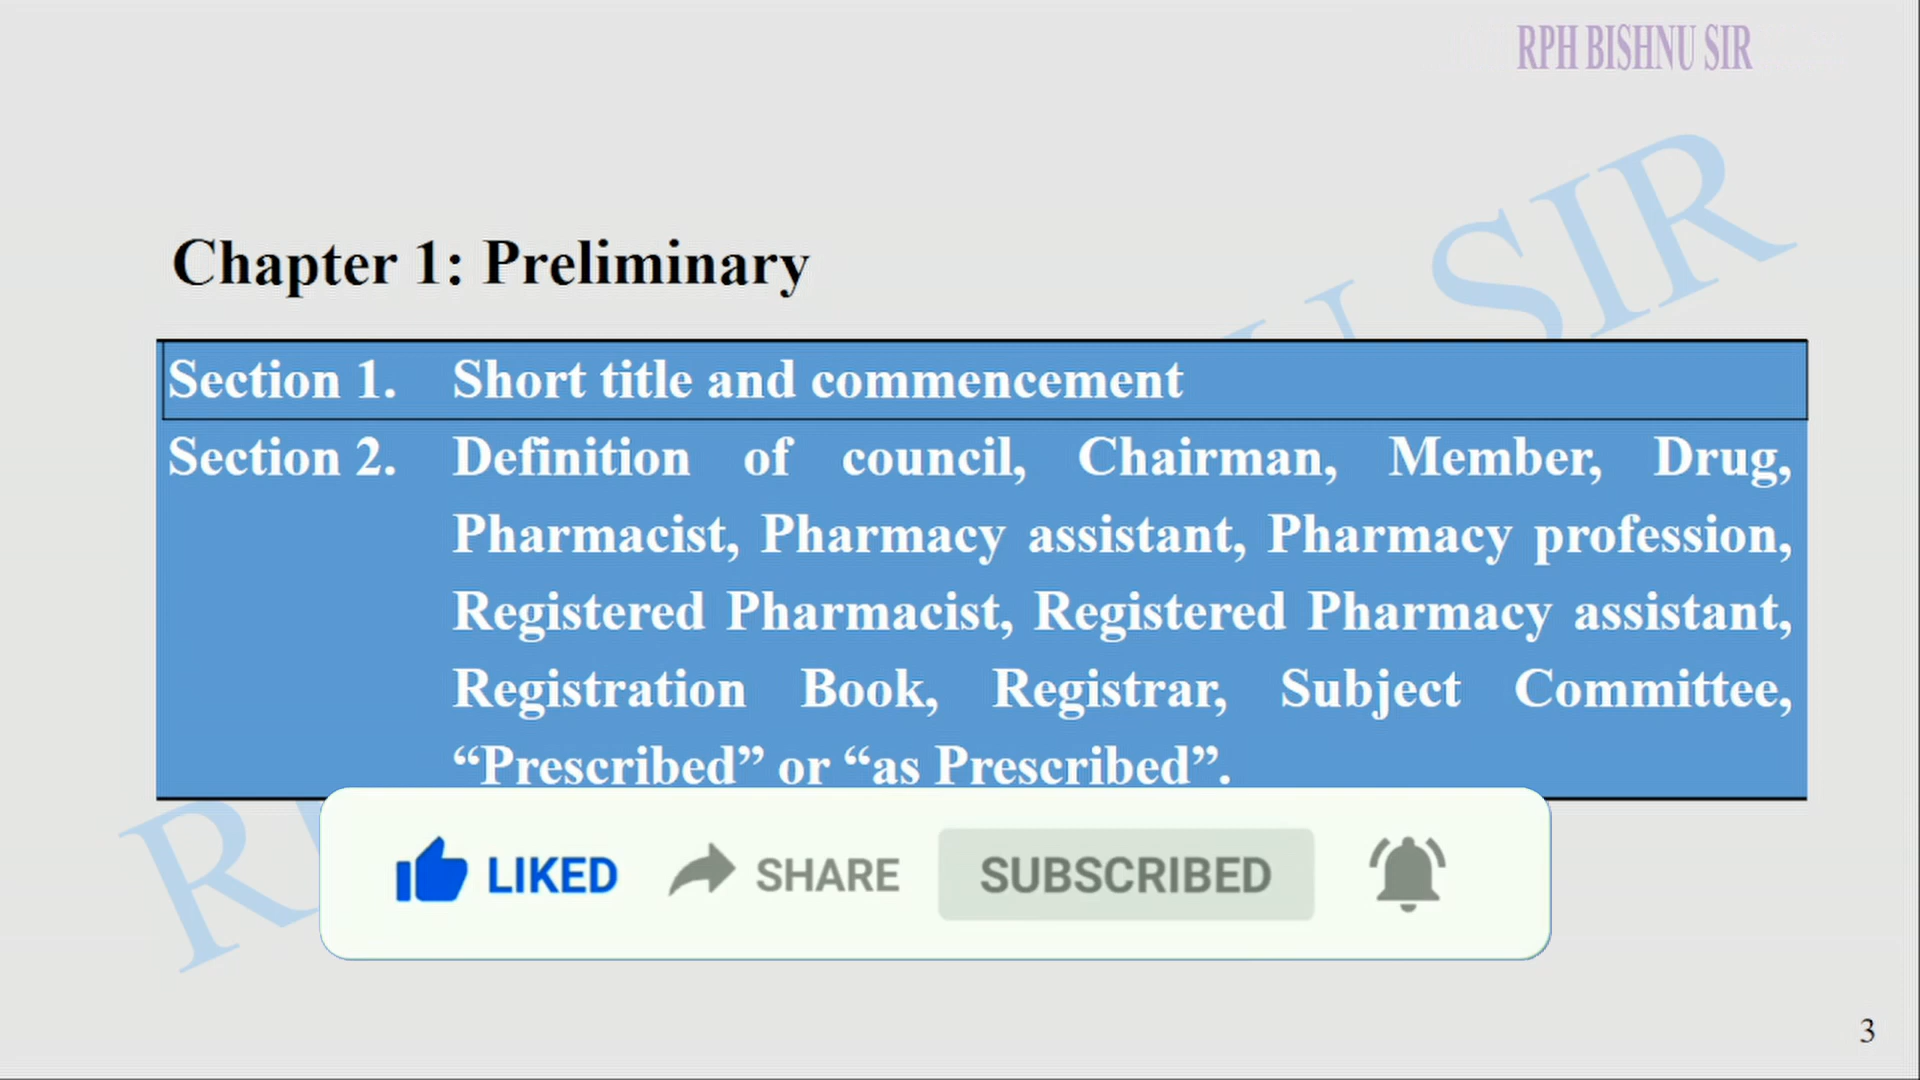 RPH BISHNU SIR
Chapter 1: Preliminary
Section 1. Short title and commencement
Section 2. Definition of council, Chairman, Member, Drug,
Pharmacist, Pharmacy assistant, Pharmacy profession,
Registered Pharmacist, Registered Pharmacy assistant,
Registration Book, Registrar, Subject Committee,
“Prescribed” or “as Prescribed”.
LIKED SHARE SUBSCRIBED
3